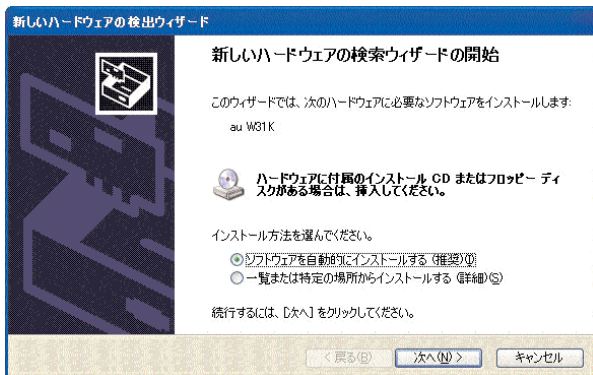 新しいハードウェアの検出ウィザード
新しいハードウェアの検索ウィザードの開始
このウィザードでは、次のハードウェアに必要なソフトウェアをインストールします:
au W31K
ハードウェアに付属のインストール CD またはフロッピー ディ
スクがある場合は、挿入してください。
インストール方法を選んでください。
ソフトウェアを自動的にインストールする (推奨)(I)
一覧または特定の場所からインストールする (詳細)(S)
続行するには、[次へ] をクリックしてください。
< 戻る(B) 次へ(N) > キャンセル